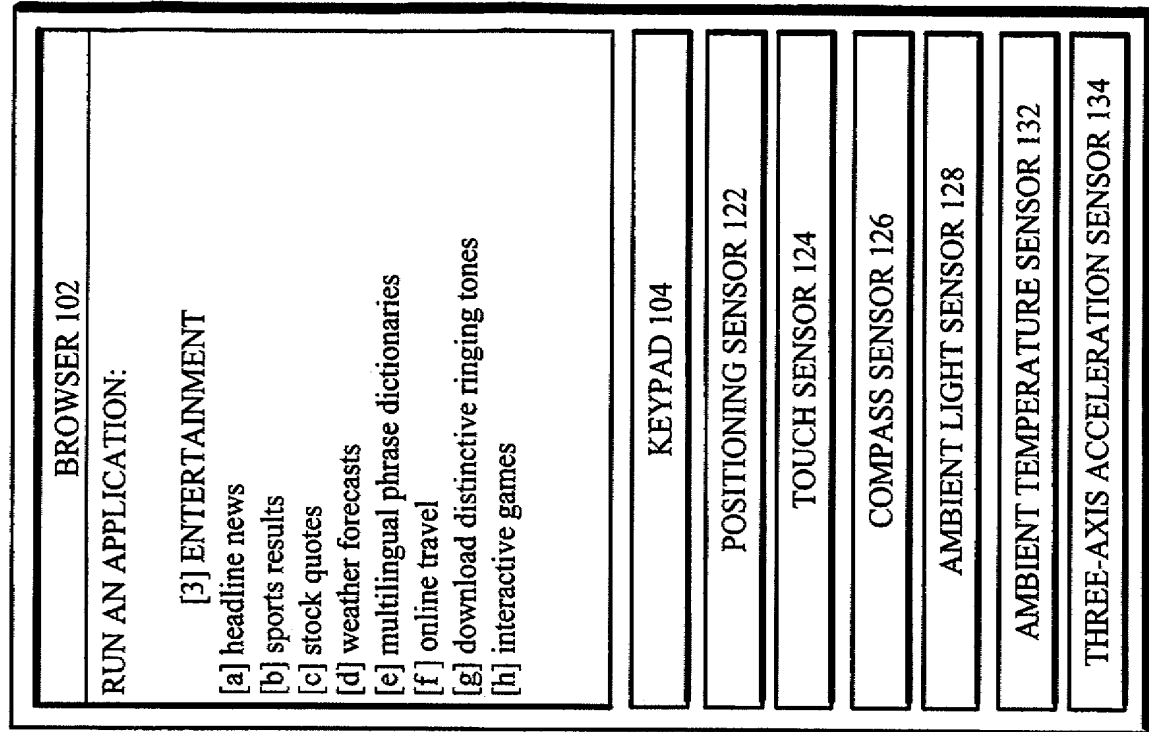 BROWSER 102
RUN AN APPLICATION:
[3] ENTERTAINMENT
[a] headline news
[b] sports results
[c] stock quotes
[d] weather forecasts
[e] multilingual phrase dictionaries
[f ] online travel
[g] download distinctive ringing tones
[h] interactive games
KEYPAD 104
POSITIONING SENSOR 122
TOUCH SENSOR 124
COMPASS SENSOR 126
AMBIENT LIGHT SENSOR 128
AMBIENT TEMPERATURE SENSOR 132
THREE-AXIS ACCELERATION SENSOR 134